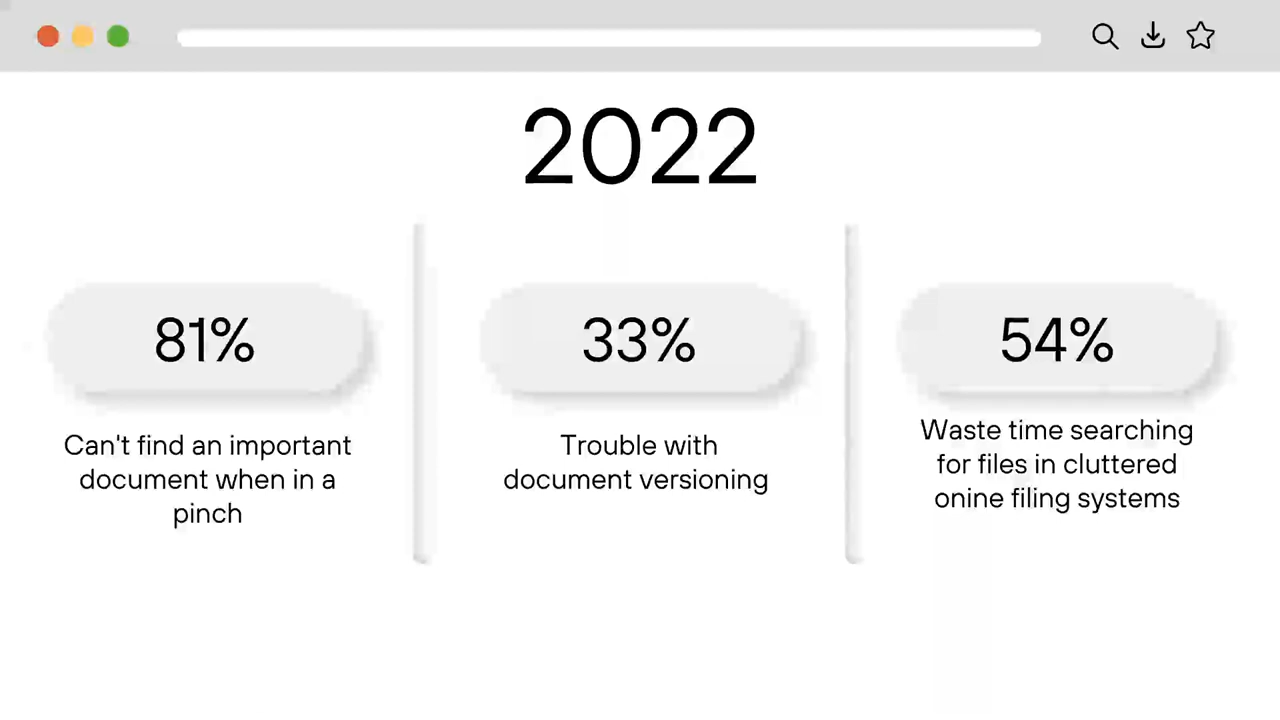 2022
81%
Can't find an important
document when in a
pinch
33%
Trouble with
document versioning
54%
Waste time searching
for files in cluttered
onine filing systems